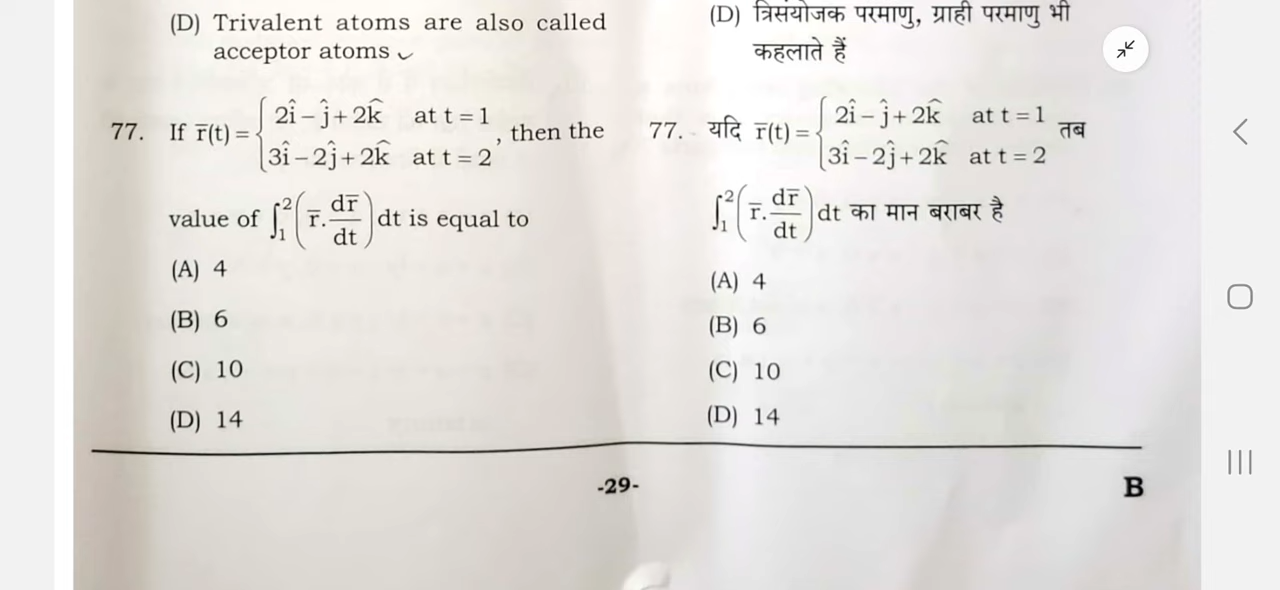 (D) Trivalent atoms are also called
acceptor atoms
77. If r̅(t) = { 2î – ĵ + 2k̂ at t = 1
3î – 2ĵ + 2k̂ at t = 2 , then the
value of ∫₁² ( r̅. dr̅/dt ) dt is equal to
(A) 4
(B) 6
(C) 10
(D) 14
(D) त्रिसंयोजक परमाणु, ग्राही परमाणु भी
कहलाते हैं
77. यदि r̅(t) = { 2î – ĵ + 2k̂ at t = 1
3î – 2ĵ + 2k̂ at t = 2 तब
∫₁² ( r̅. dr̅/dt ) dt का मान बराबर है
(A) 4
(B) 6
(C) 10
(D) 14
-29-
B